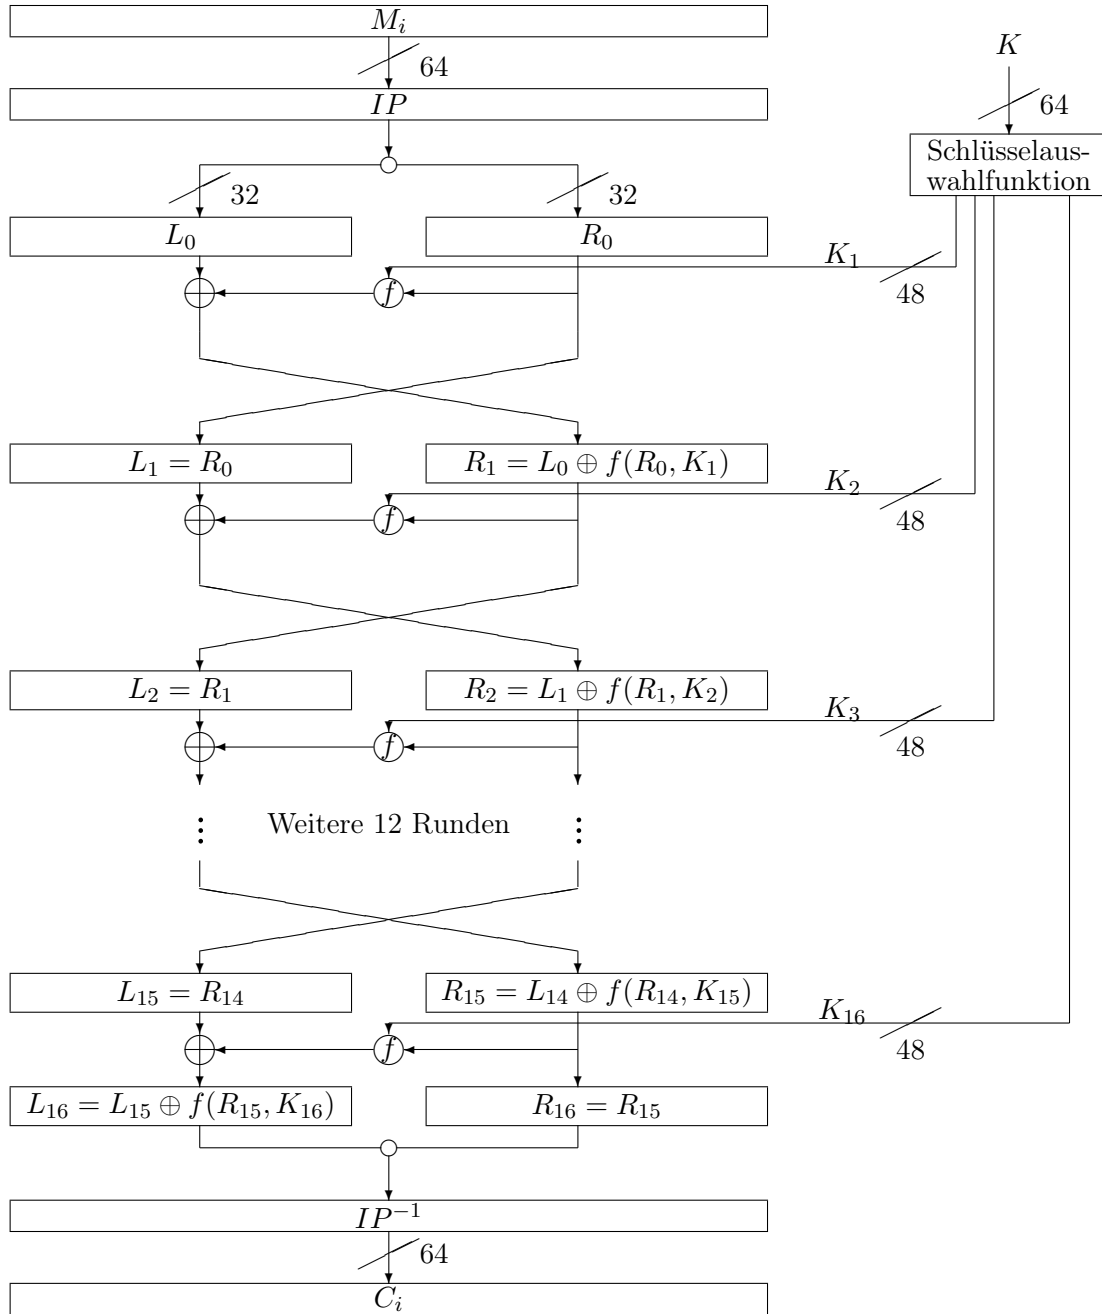 M_i
64
K
IP
64
Schlüsselaus-
wahlfunktion
32
32
L_0
R_0
K_1
f
48
L_1 = R_0
R_1 = L_0 ⊕ f(R_0, K_1)
K_2
f
48
L_2 = R_1
R_2 = L_1 ⊕ f(R_1, K_2)
K_3
f
48
Weitere 12 Runden
L_15 = R_14
R_15 = L_14 ⊕ f(R_14, K_15)
K_16
f
48
L_16 = L_15 ⊕ f(R_15, K_16)
R_16 = R_15
IP^{-1}
64
C_i